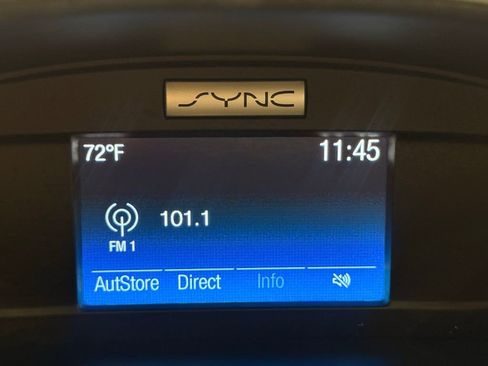 SYNC
72°F 11:45
101.1
FM 1
AutStore Direct Info